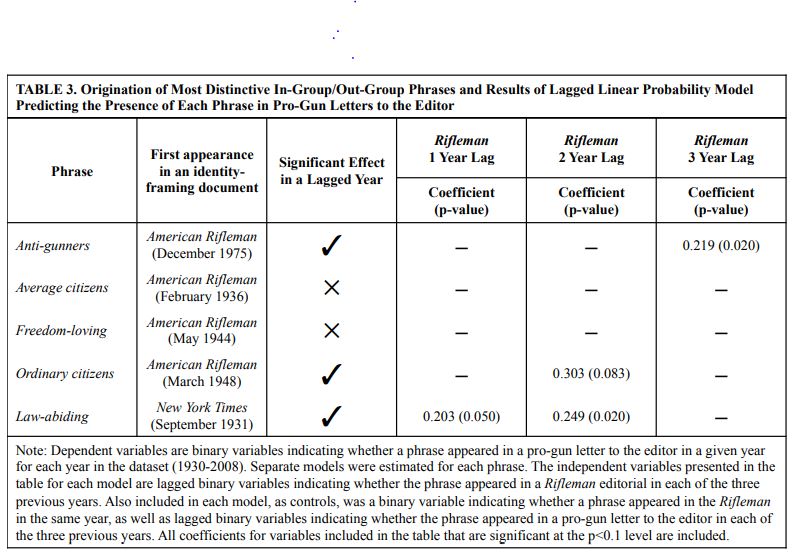 TABLE 3. Origination of Most Distinctive In-Group/Out-Group Phrases and Results of Lagged Linear Probability Model
Predicting the Presence of Each Phrase in Pro-Gun Letters to the Editor
Phrase
First appearance
in an identity-
framing document
Significant Effect
in a Lagged Year
Rifleman
1 Year Lag
Rifleman
2 Year Lag
Rifleman
3 Year Lag
Coefficient
(p-value)
Coefficient
(p-value)
Coefficient
(p-value)
Anti-gunners
American Rifleman
(December 1975)
✓
—
—
0.219 (0.020)
Average citizens
American Rifleman
(February 1936)
×
—
—
—
Freedom-loving
American Rifleman
(May 1944)
×
—
—
—
Ordinary citizens
American Rifleman
(March 1948)
✓
—
0.303 (0.083)
—
Law-abiding
New York Times
(September 1931)
✓
0.203 (0.050)
0.249 (0.020)
—
Note: Dependent variables are binary variables indicating whether a phrase appeared in a pro-gun letter to the editor in a given year
for each year in the dataset (1930-2008). Separate models were estimated for each phrase. The independent variables presented in the
table for each model are lagged binary variables indicating whether the phrase appeared in a Rifleman editorial in each of the three
previous years. Also included in each model, as controls, was a binary variable indicating whether a phrase appeared in the Rifleman
in the same year, as well as lagged binary variables indicating whether the phrase appeared in a pro-gun letter to the editor in each of
the three previous years. All coefficients for variables included in the table that are significant at the p<0.1 level are included.